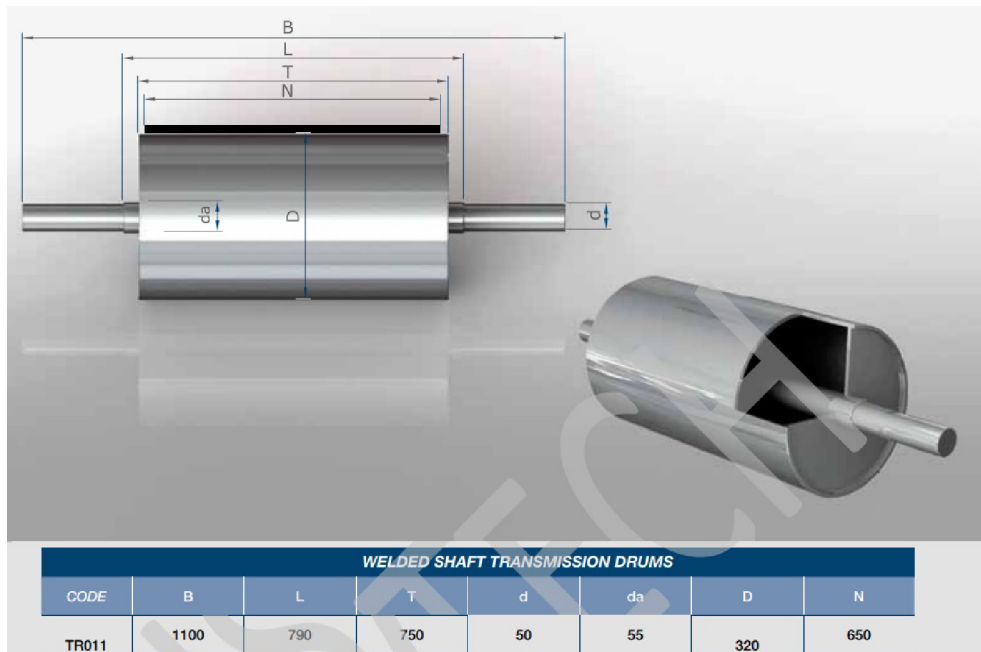 B
L
T
N
da
D
d
WELDED SHAFT TRANSMISSION DRUMS
CODE B L T d da D N
TR011 1100 790 750 50 55 320 650